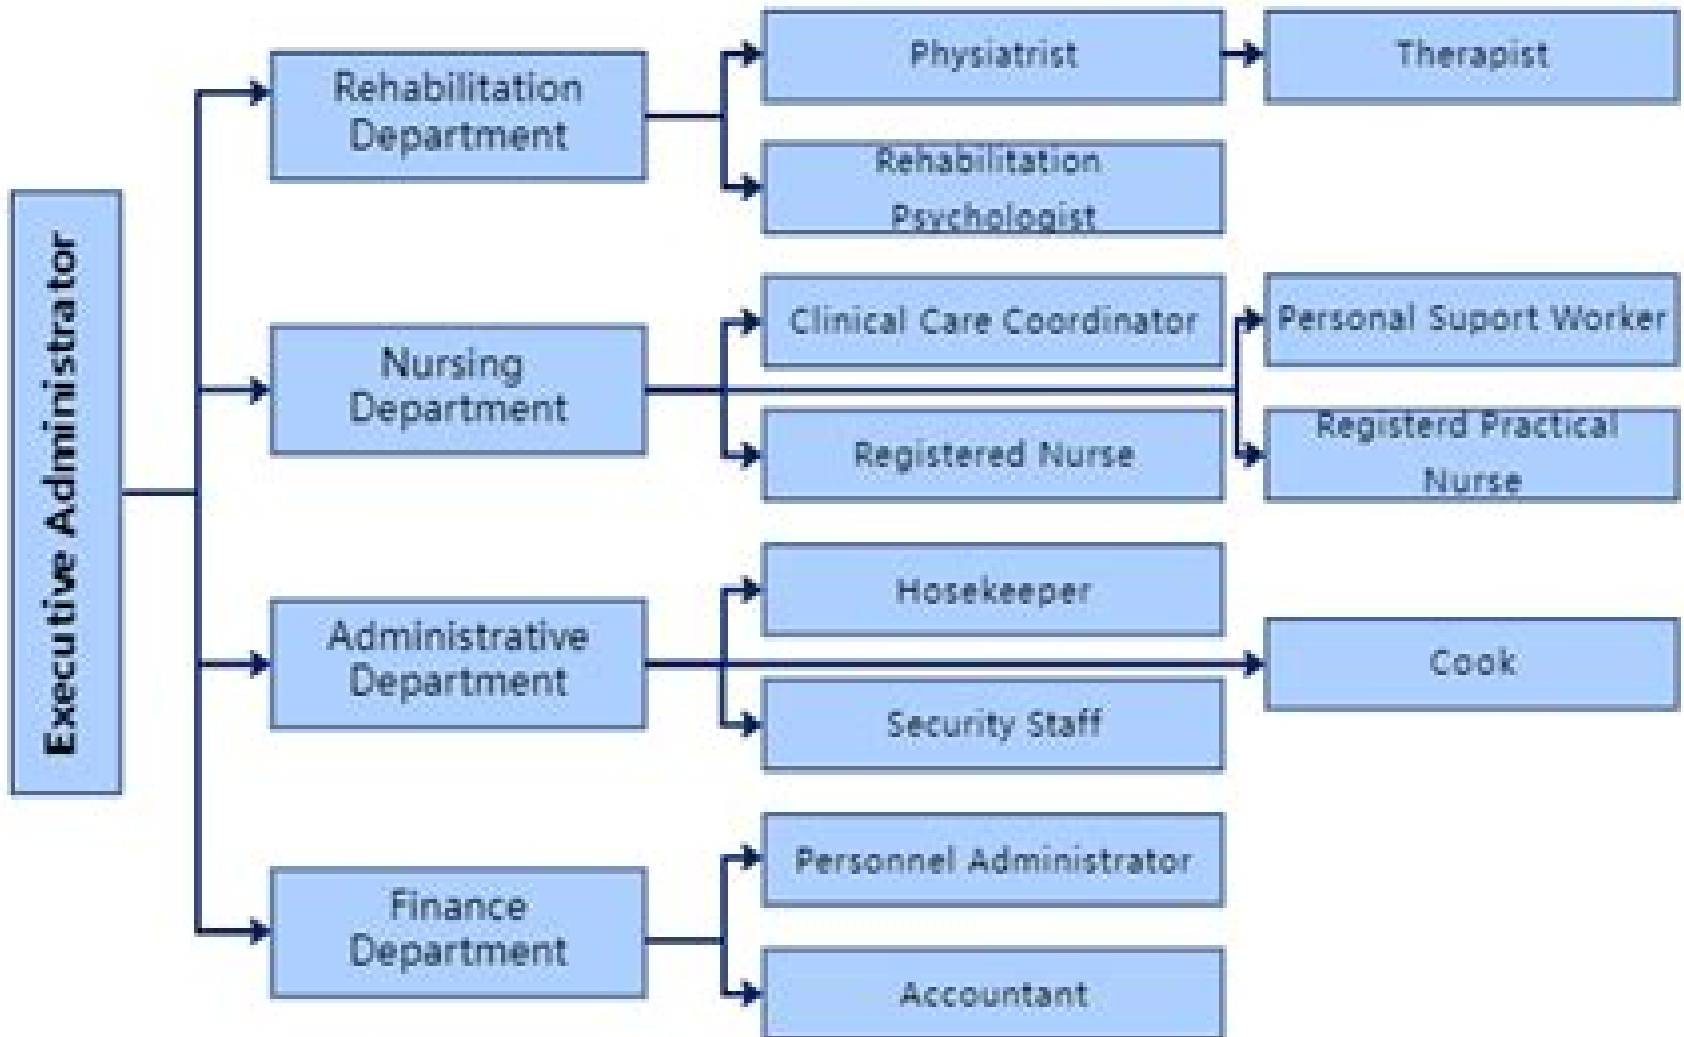 Executive Administrator
Rehabilitation
Department
Physiatrist
Therapist
Rehabilitation
Psychologist
Nursing
Department
Clinical Care Coordinator
Personal Suport Worker
Registered Nurse
Registerd Practical
Nurse
Administrative
Department
Hosekeeper
Cook
Security Staff
Finance
Department
Personnel Administrator
Accountant